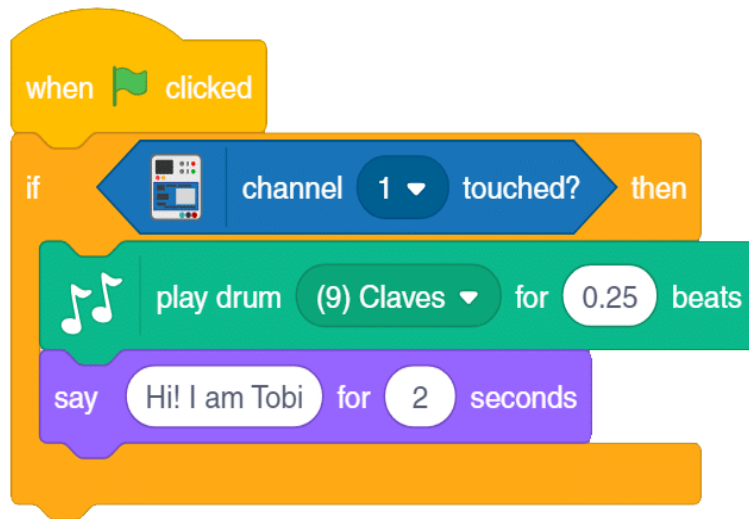 when clicked
if channel 1 touched? then
play drum (9) Claves for 0.25 beats
say Hi! I am Tobi for 2 seconds